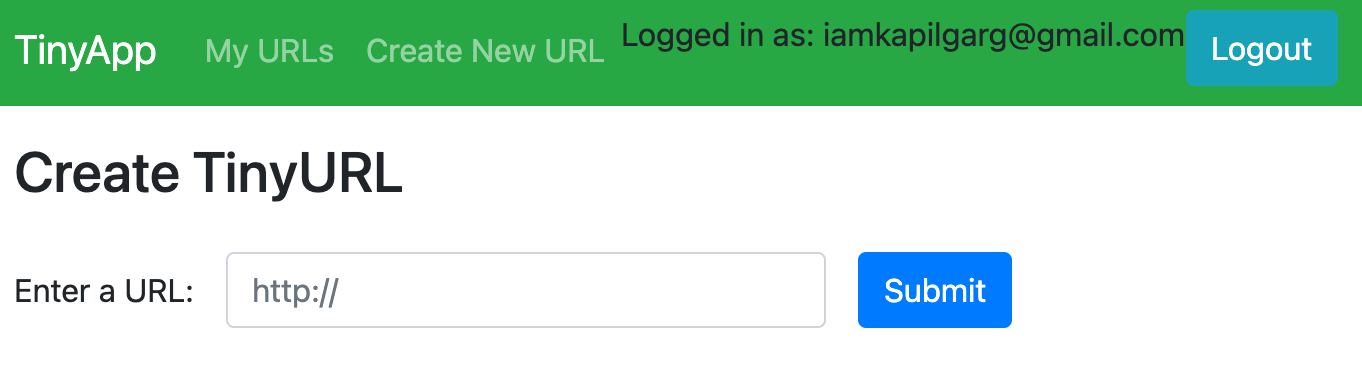 TinyApp My URLs Create New URL Logged in as: iamkapilgarg@gmail.com Logout
Create TinyURL
Enter a URL: http:// Submit